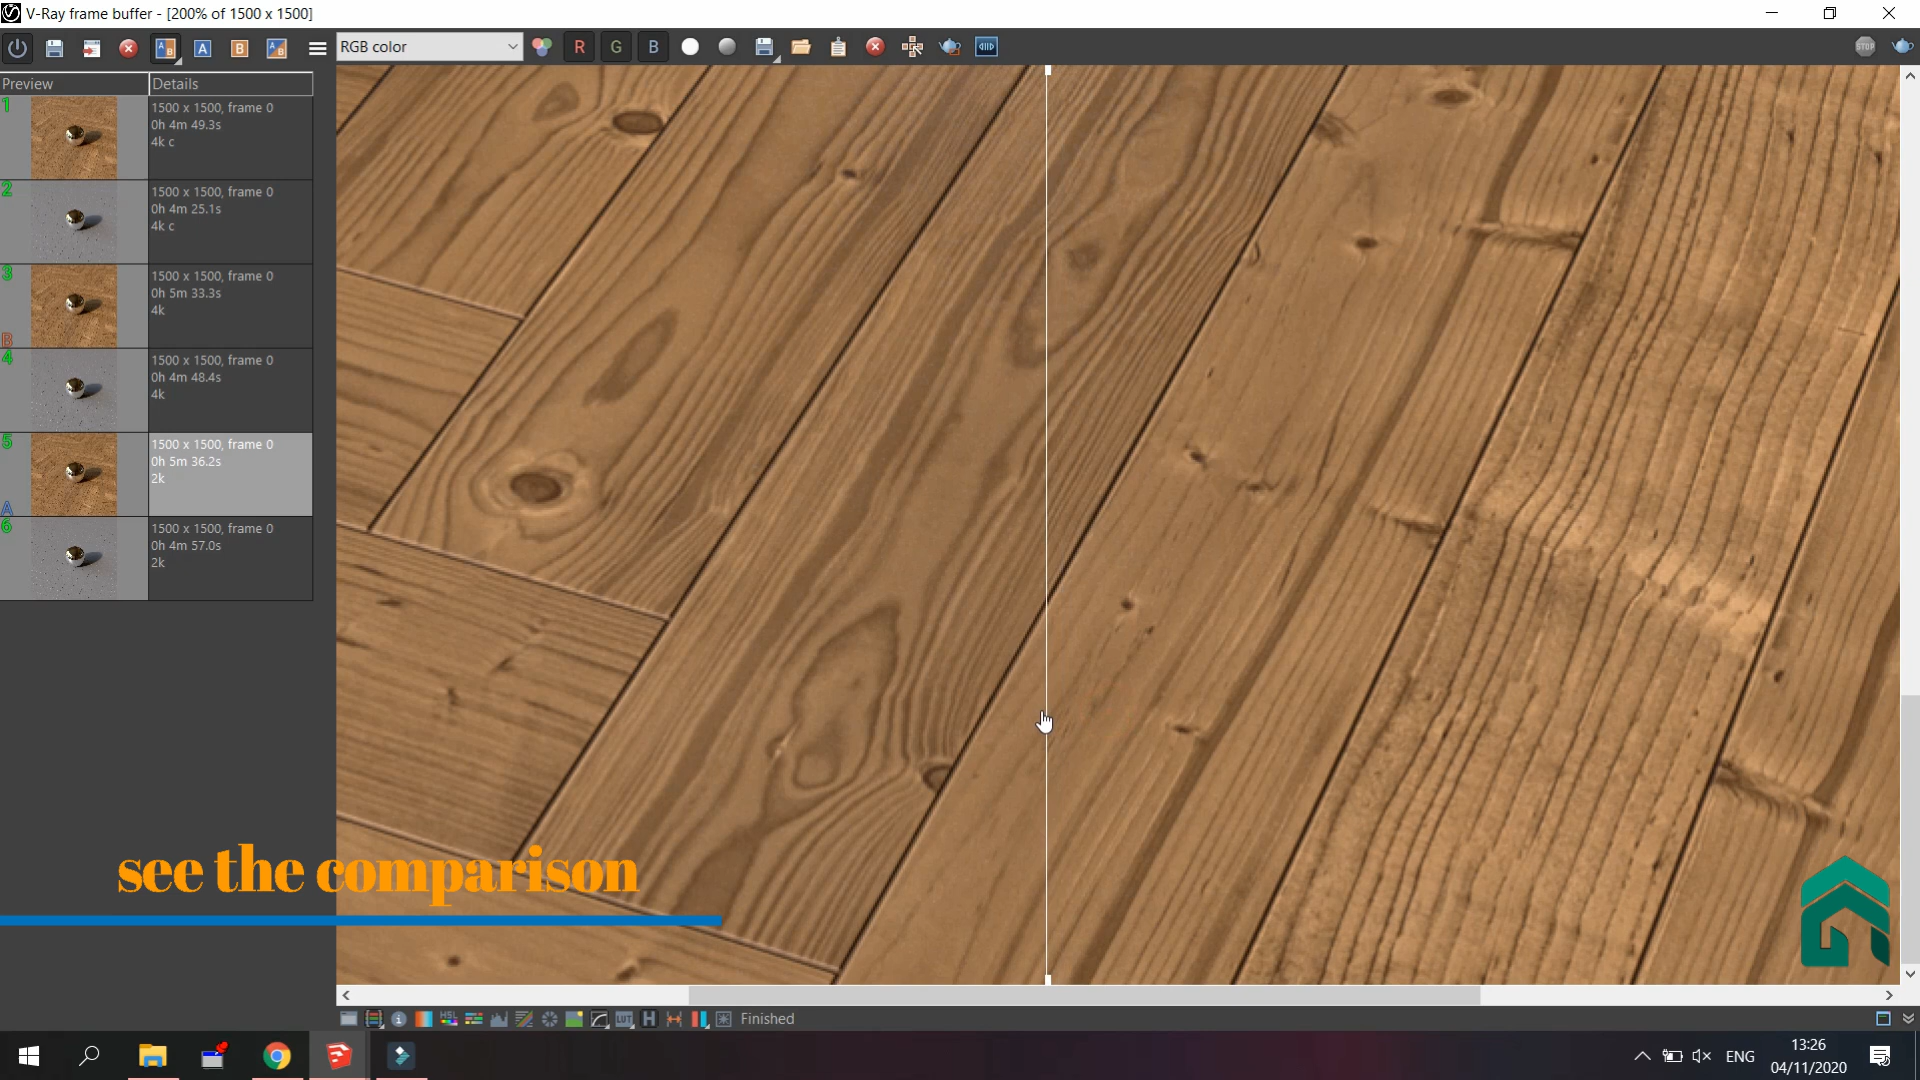 V-Ray frame buffer - [200% of 1500 x 1500]
RGB color
R G B
Preview Details
1
1500 x 1500, frame 0
0h 4m 49.3s
4k c
2
1500 x 1500, frame 0
0h 4m 25.1s
4k c
3
1500 x 1500, frame 0
0h 5m 33.3s
4k
B
4
1500 x 1500, frame 0
0h 4m 48.4s
4k
5
1500 x 1500, frame 0
0h 5m 36.2s
2k
A
6
1500 x 1500, frame 0
0h 4m 57.0s
2k
see the comparison
Finished
ENG
13:26
04/11/2020